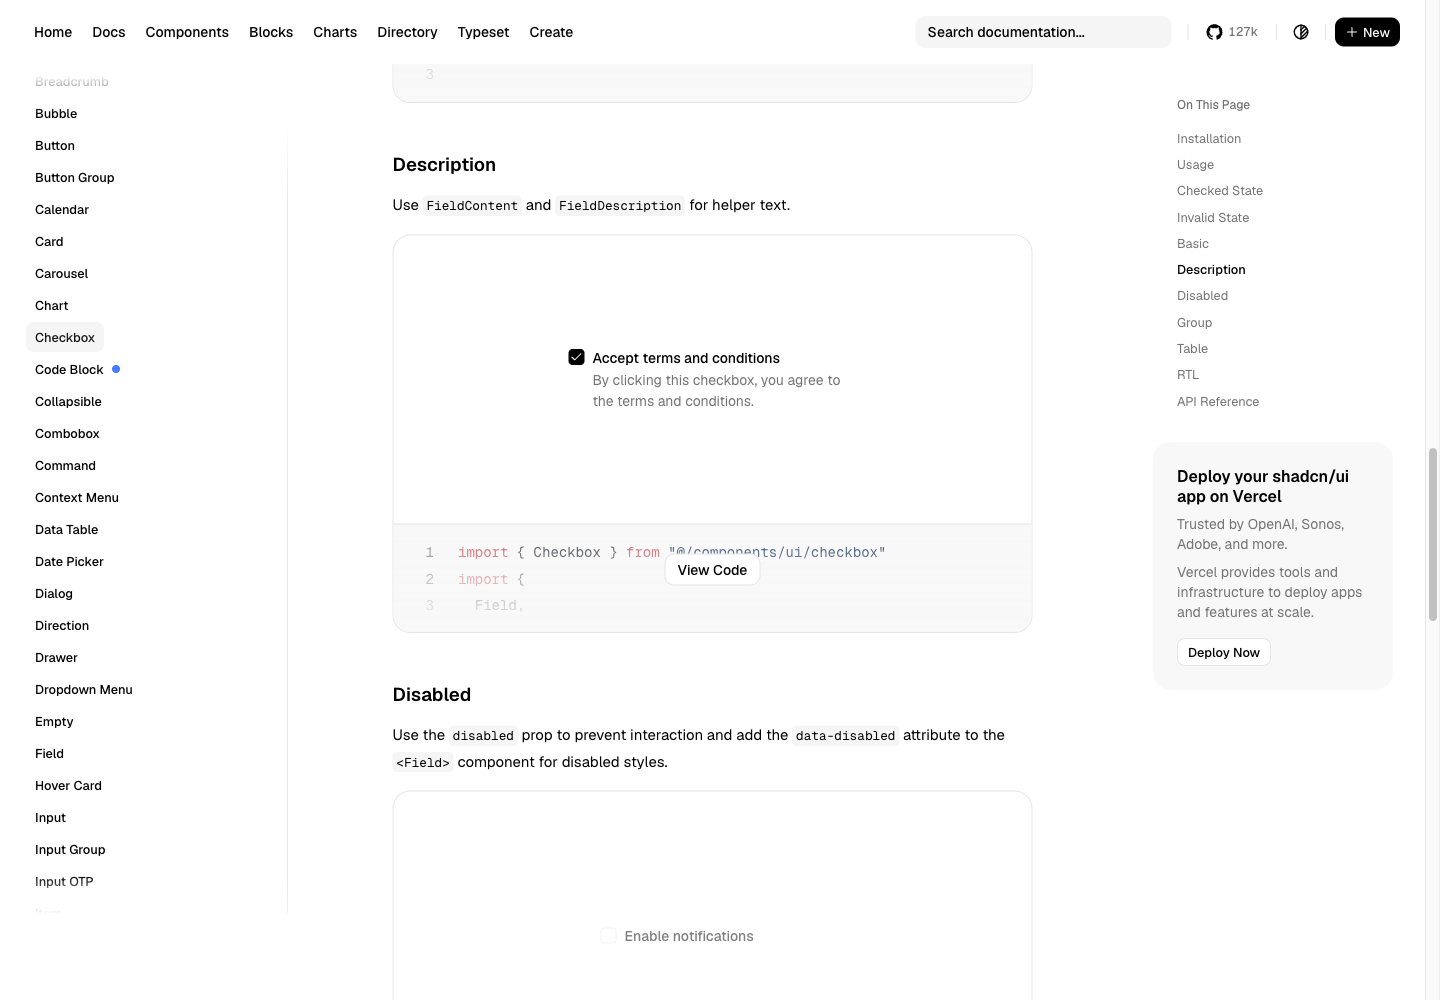 Home Docs Components Blocks Charts Directory Typeset Create
Search documentation...
127k
New
Breadcrumb
Bubble
Button
Button Group
Calendar
Card
Carousel
Chart
Checkbox
Code Block
Collapsible
Combobox
Command
Context Menu
Data Table
Date Picker
Dialog
Direction
Drawer
Dropdown Menu
Empty
Field
Hover Card
Input
Input Group
Input OTP
3
Description
Use FieldContent and FieldDescription for helper text.
Accept terms and conditions
By clicking this checkbox, you agree to
the terms and conditions.
1 import { Checkbox } from "@/components/ui/checkbox"
View Code
2 import {
3 Field,
Disabled
Use the disabled prop to prevent interaction and add the data-disabled attribute to the
<Field> component for disabled styles.
Enable notifications
On This Page
Installation
Usage
Checked State
Invalid State
Basic
Description
Disabled
Group
Table
RTL
API Reference
Deploy your shadcn/ui
app on Vercel
Trusted by OpenAI, Sonos,
Adobe, and more.
Vercel provides tools and
infrastructure to deploy apps
and features at scale.
Deploy Now